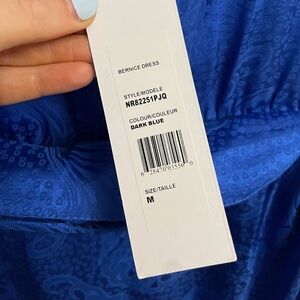 BERNICE DRESS
STYLE/MODELE
NR82251PJQ
COLOUR/COULEUR
DARK BLUE
SIZE/TAILLE
M